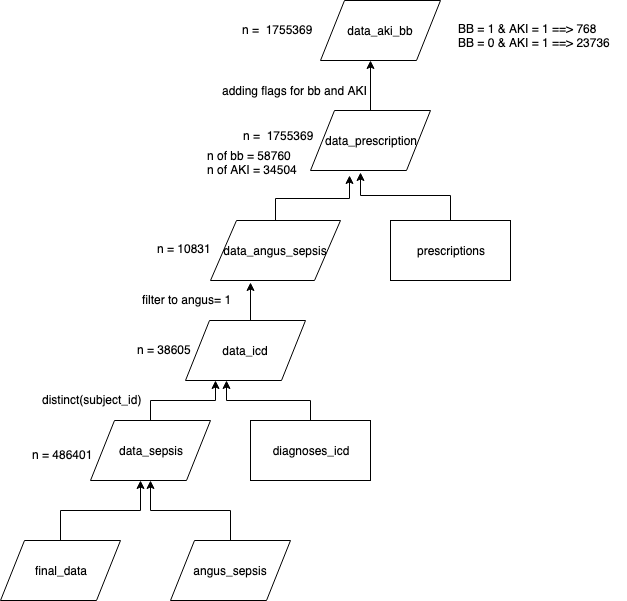 n = 1755369
data_aki_bb
BB = 1 & AKI = 1 ==> 768
BB = 0 & AKI = 1 ==> 23736
adding flags for bb and AKI
n = 1755369
data_prescription
n of bb = 58760
n of AKI = 34504
n = 10831
data_angus_sepsis
prescriptions
filter to angus= 1
n = 38605
data_icd
distinct(subject_id)
n = 486401
data_sepsis
diagnoses_icd
final_data
angus_sepsis